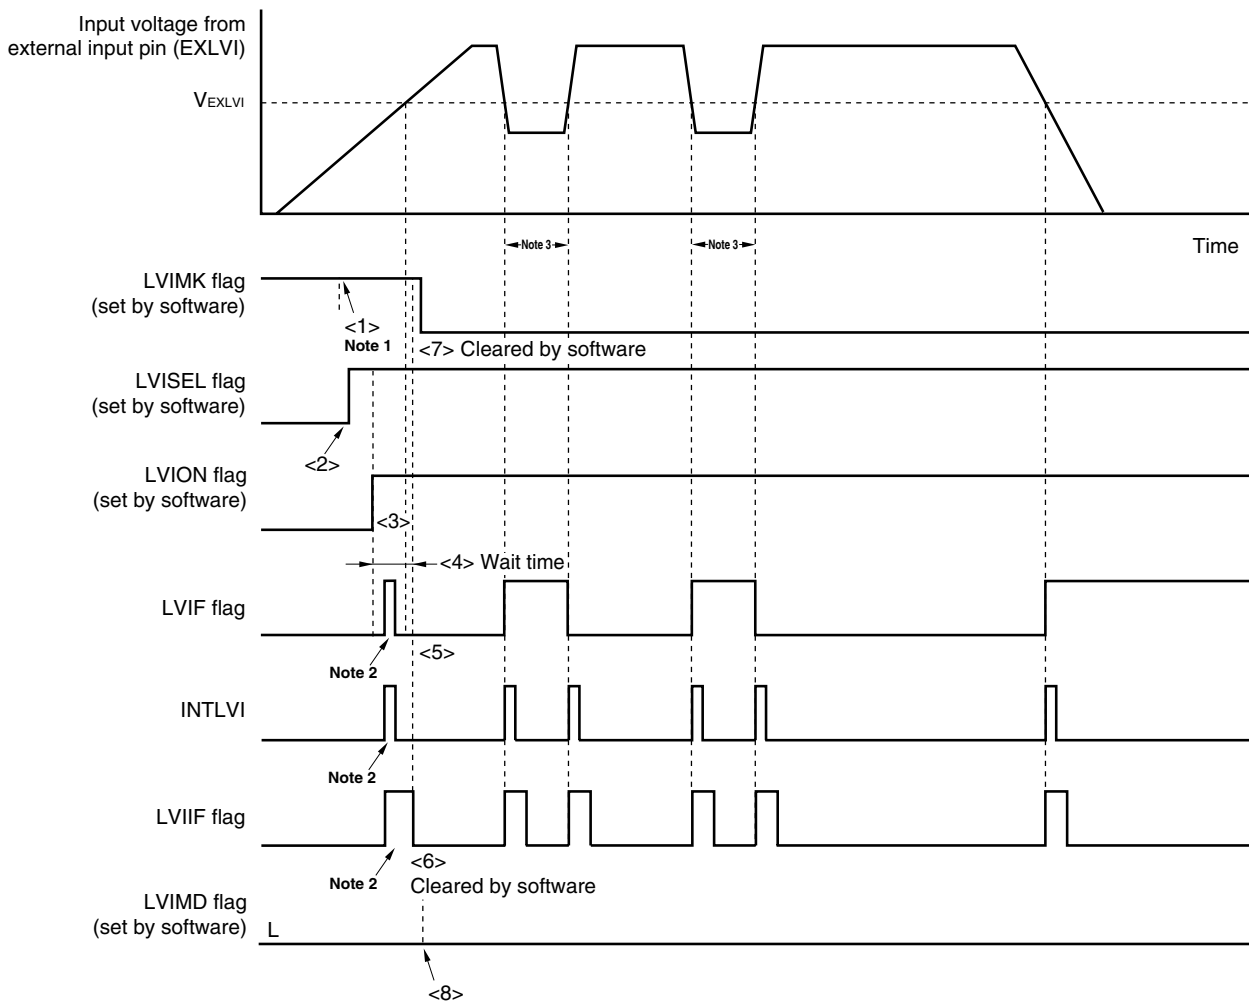 Input voltage from
external input pin (EXLVI)
VEXLVI
Note 3
Note 3
Time
LVIMK flag
(set by software)
<1>
Note 1
<7> Cleared by software
LVISEL flag
(set by software)
<2>
LVION flag
(set by software)
<3>
<4> Wait time
LVIF flag
Note 2
<5>
INTLVI
Note 2
LVIIF flag
Note 2
<6>
Cleared by software
LVIMD flag
(set by software)
L
<8>